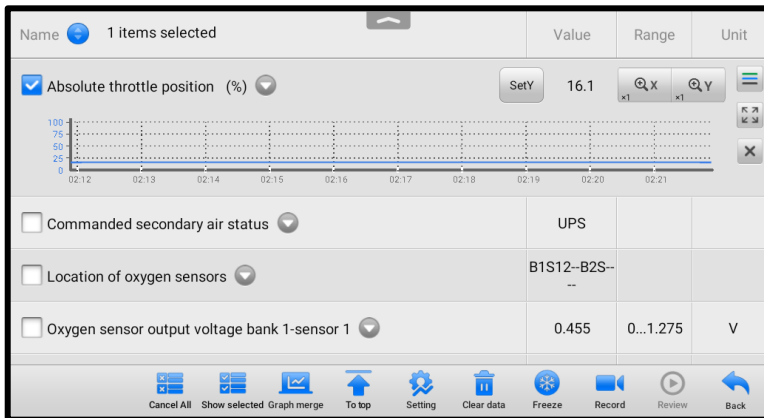 Name 1 items selected Value Range Unit
Absolute throttle position (%) SetY 16.1 ×1 X ×1 Y
100
75
50
25
0
02:12 02:13 02:14 02:15 02:16 02:17 02:18 02:19 02:20 02:21
Commanded secondary air status UPS
Location of oxygen sensors B1S12--B2S--
--
Oxygen sensor output voltage bank 1-sensor 1 0.455 0...1.275 V
Cancel All Show selected Graph merge To top Setting Clear data Freeze Record Review Back